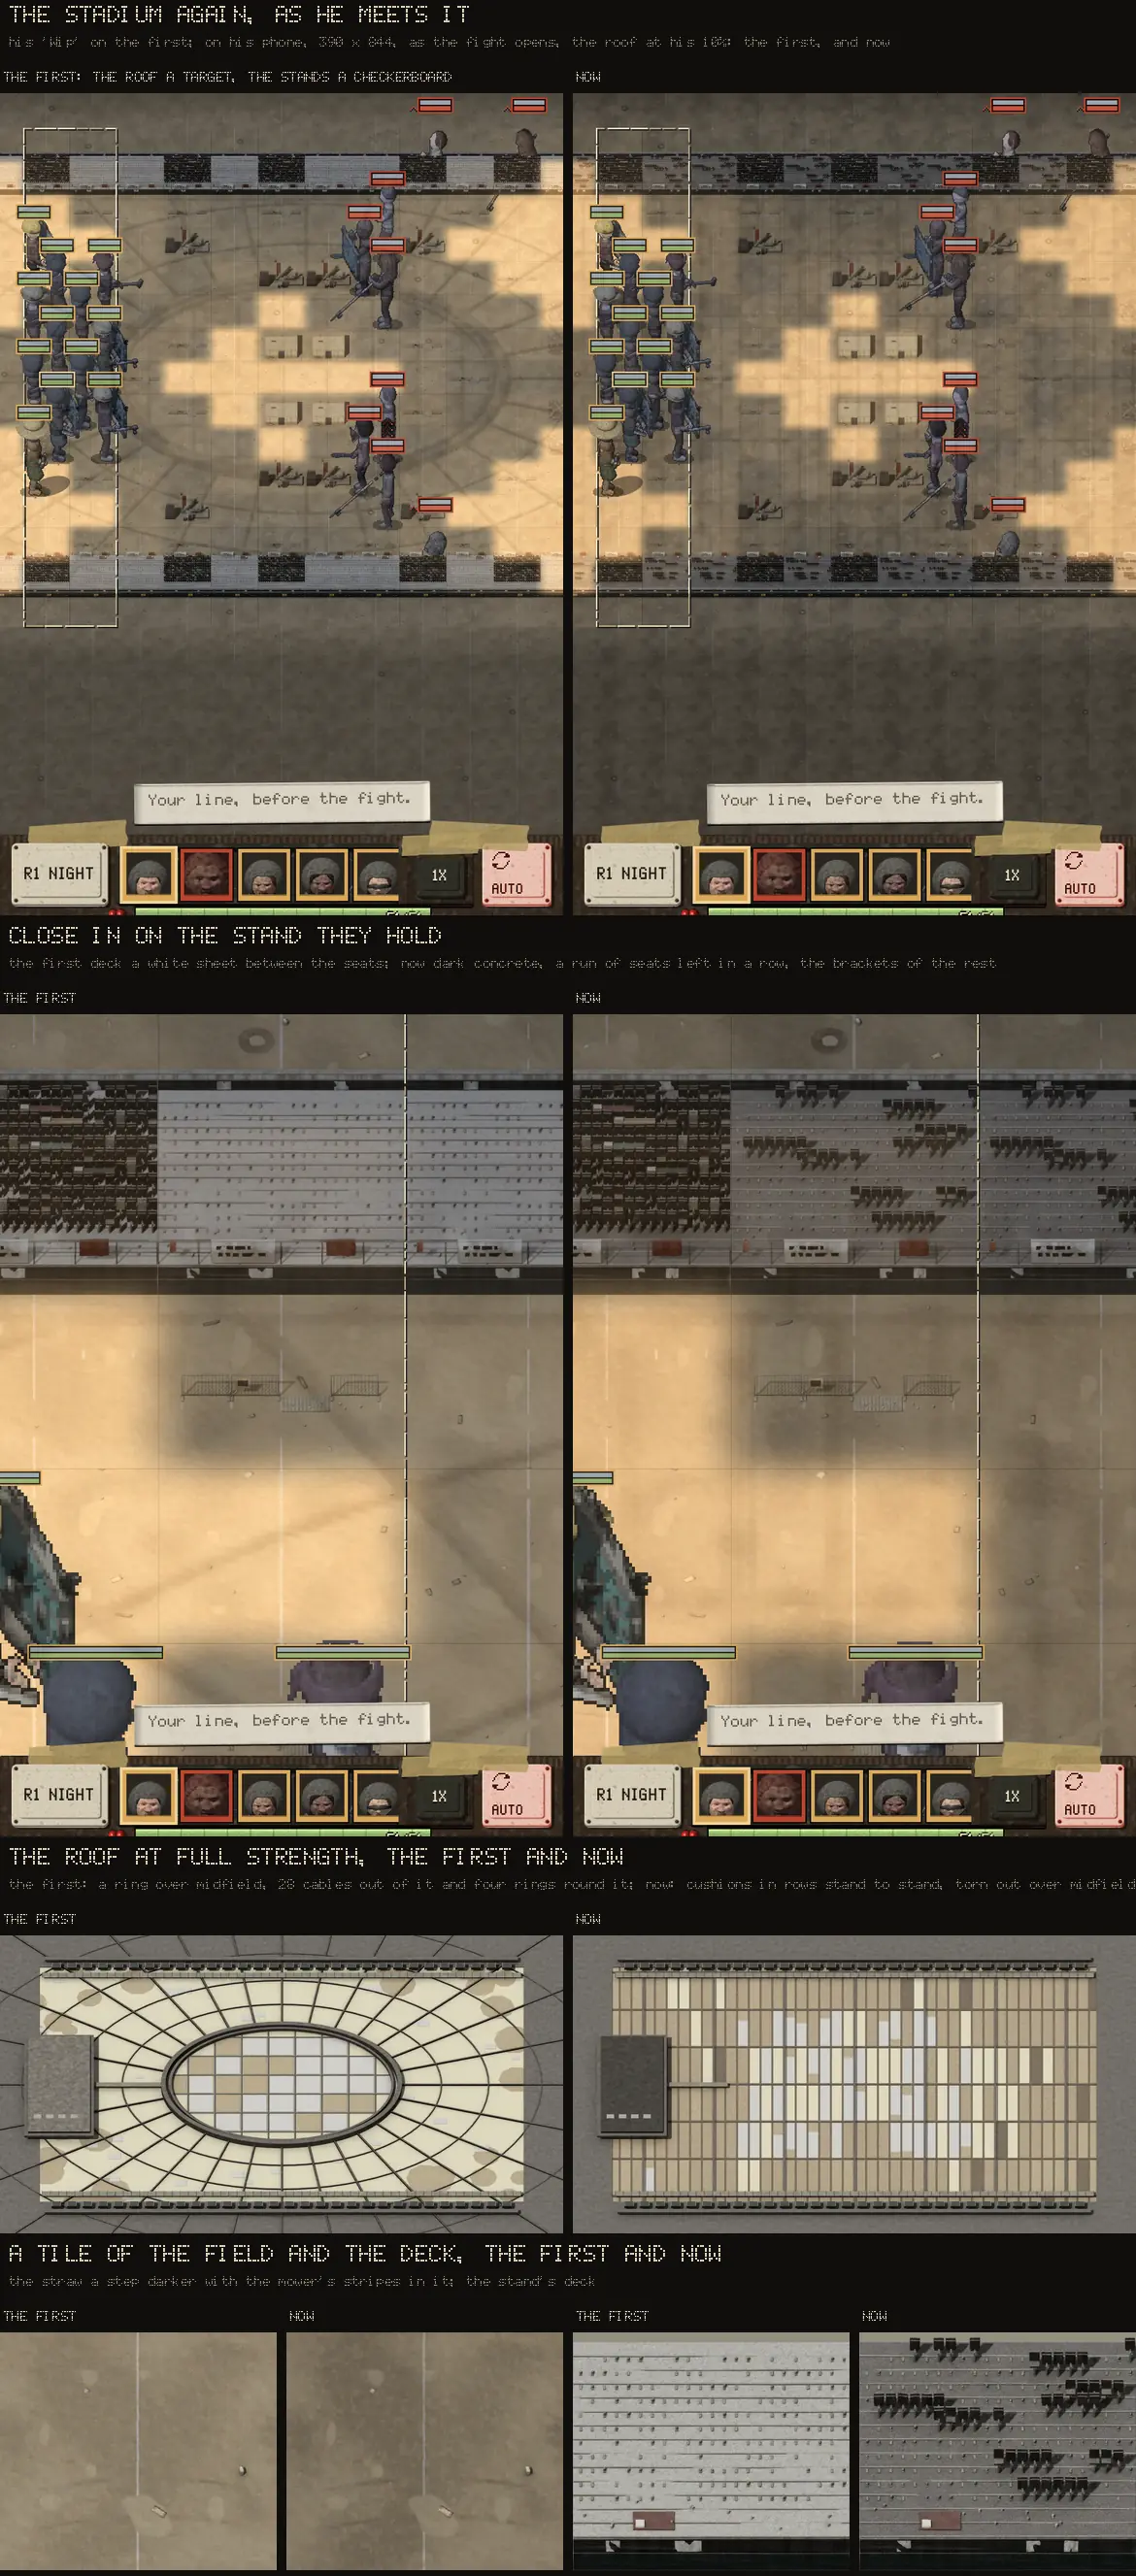 THE STADIUM AGAIN, AS HE MEETS IT
his 'Wip' on the first; on his phone, 390 x 844, as the fight opens, the roof at his 10%: the first, and now
THE FIRST: THE ROOF A TARGET, THE STANDS A CHECKERBOARD
NOW
Your line, before the fight.
Your line, before the fight.
R1 NIGHT
1X
AUTO
R1 NIGHT
1X
AUTO
CLOSE IN ON THE STAND THEY HOLD
the first deck a white sheet between the seats; now dark concrete, a run of seats left in a row, the brackets of the rest
THE FIRST
NOW
Your line, before the fight.
Your line, before the fight.
R1 NIGHT
1X
AUTO
R1 NIGHT
1X
AUTO
THE ROOF AT FULL STRENGTH, THE FIRST AND NOW
the first: a ring over midfield, 28 cables out of it and four rings round it; now: cushions in rows stand to stand, torn out over midfield
THE FIRST
NOW
A TILE OF THE FIELD AND THE DECK, THE FIRST AND NOW
the straw a step darker with the mower's stripes in it; the stand's deck
THE FIRST
NOW
THE FIRST
NOW